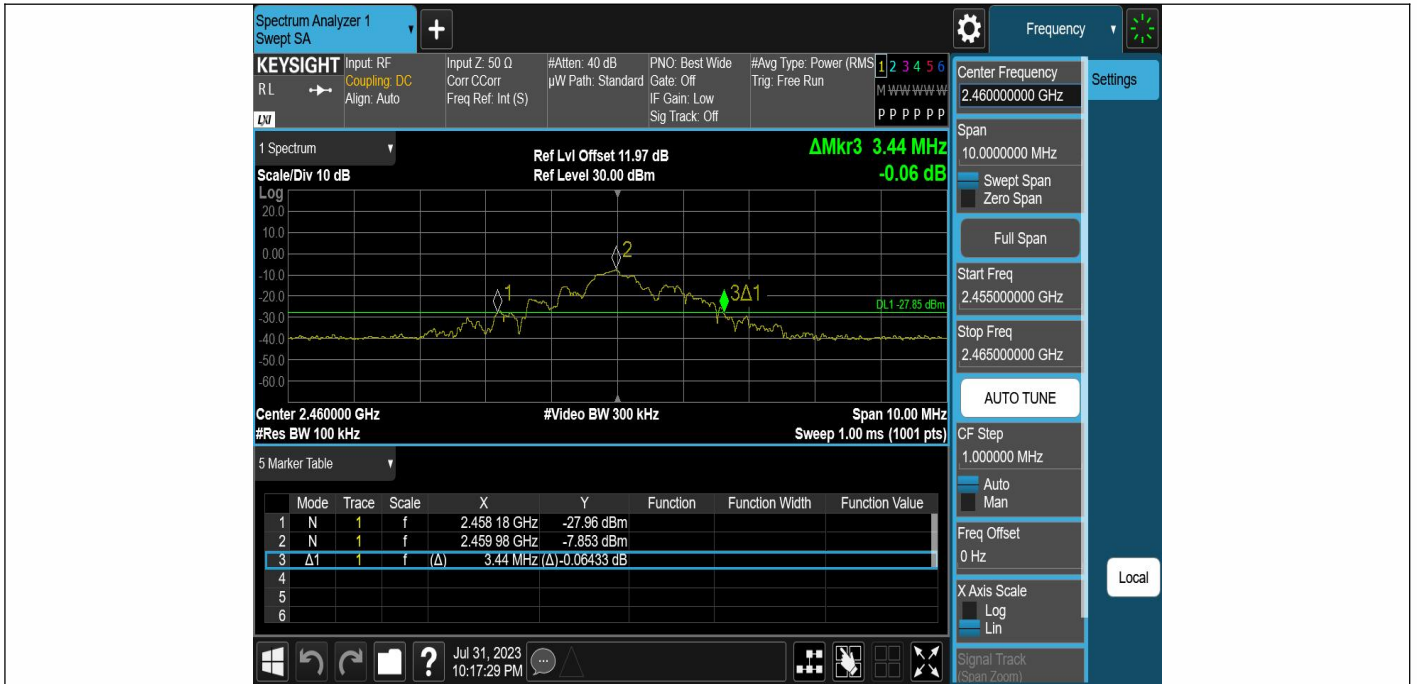 Spectrum Analyzer 1
Swept SA
+
Frequency
KEYSIGHT
RL
LXI
Input: RF
Coupling: DC
Align: Auto
Input Z: 50 Ω
Corr CCorr
Freq Ref: Int (S)
#Atten: 40 dB
µW Path: Standard
PNO: Best Wide
Gate: Off
IF Gain: Low
Sig Track: Off
#Avg Type: Power (RMS
Trig: Free Run
1 2 3 4 5 6
M W W W W W
P P P P P P
Center Frequency
2.460000000 GHz
Settings
Span
10.0000000 MHz
Swept Span
Zero Span
Full Span
Start Freq
2.455000000 GHz
Stop Freq
2.465000000 GHz
AUTO TUNE
CF Step
1.000000 MHz
Auto
Man
Freq Offset
0 Hz
X Axis Scale
Log
Lin
Signal Track
(Span Zoom)
Local
1 Spectrum
Scale/Div 10 dB
Ref Lvl Offset 11.97 dB
Ref Level 30.00 dBm
ΔMkr3 3.44 MHz
-0.06 dB
Log
20.0
10.0
0.00
-10.0
-20.0
-30.0
-40.0
-50.0
-60.0
1
2
3Δ1
DL1 -27.85 dBm
Center 2.460000 GHz
#Video BW 300 kHz
Span 10.00 MHz
#Res BW 100 kHz
Sweep 1.00 ms (1001 pts)
5 Marker Table
Mode Trace Scale X Y Function Function Width Function Value
1 N 1 f 2.458 18 GHz -27.96 dBm
2 N 1 f 2.459 98 GHz -7.853 dBm
3 Δ1 1 f (Δ) 3.44 MHz (Δ) -0.06433 dB
4
5
6
?
Jul 31, 2023
10:17:29 PM